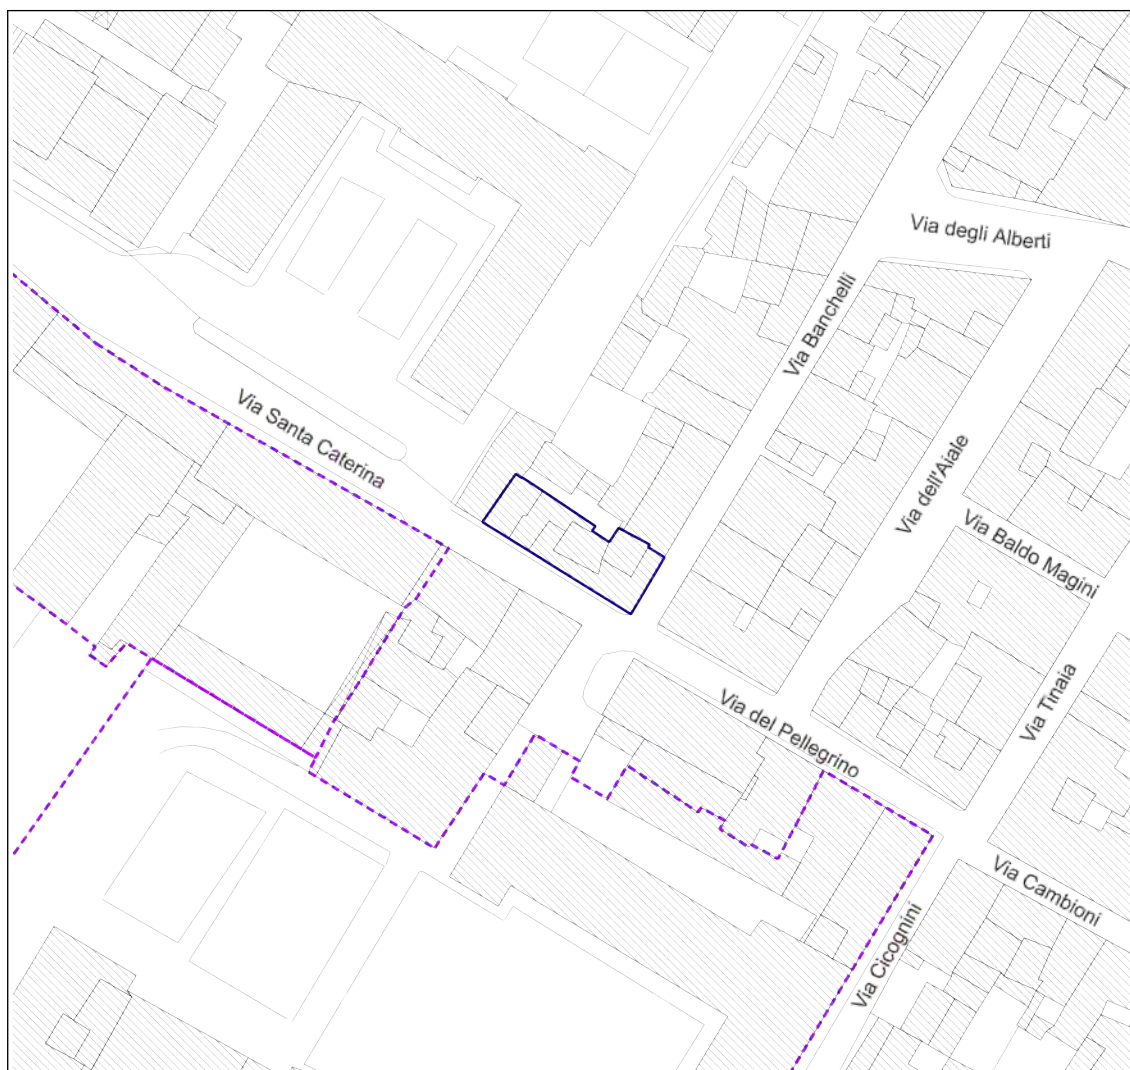 Via degli Alberti
Via Banchelli
Via Santa Caterina
Via dell'Aiale
Via Baldo Magini
Via Tinaia
Via del Pellegrino
Via Cambioni
Via Cicognini